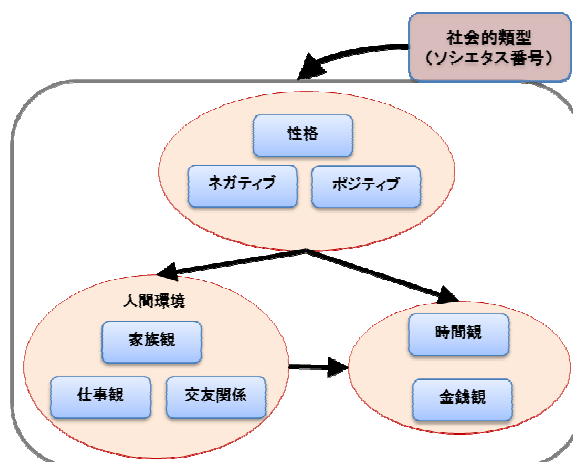 社会的類型
（ソシエタス番号）
性格
ネガティブ
ポジティブ
人間環境
家族観
仕事観
交友関係
時間観
金銭観